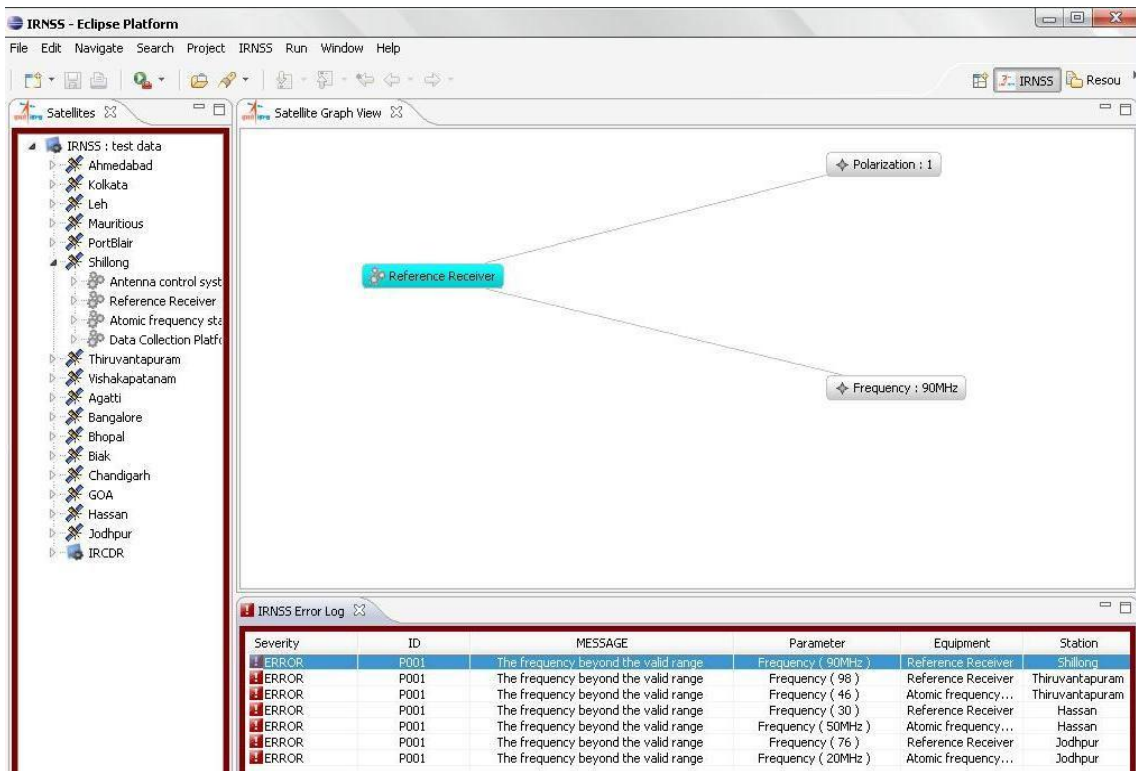 IRNSS - Eclipse Platform
File Edit Navigate Search Project IRNSS Run Window Help
IRNSS Resou
Satellites
IRNSS : test data
Ahmedabad
Kolkata
Leh
Mauritious
PortBlair
Shillong
Antenna control syst
Reference Receiver
Atomic frequency sta
Data Collection Platfo
Thiruvantapuram
Vishakapatanam
Agatti
Bangalore
Bhopal
Biak
Chandigarh
GOA
Hassan
Jodhpur
IRCDR
Satellite Graph View
Polarization : 1
Reference Receiver
Frequency : 90MHz
IRNSS Error Log
Severity ID MESSAGE Parameter Equipment Station
ERROR P001 The frequency beyond the valid range Frequency ( 90MHz ) Reference Receiver Shillong
ERROR P001 The frequency beyond the valid range Frequency ( 98 ) Reference Receiver Thiruvantapuram
ERROR P001 The frequency beyond the valid range Frequency ( 46 ) Atomic frequency... Thiruvantapuram
ERROR P001 The frequency beyond the valid range Frequency ( 30 ) Reference Receiver Hassan
ERROR P001 The frequency beyond the valid range Frequency ( 50MHz ) Atomic frequency... Hassan
ERROR P001 The frequency beyond the valid range Frequency ( 76 ) Reference Receiver Jodhpur
ERROR P001 The frequency beyond the valid range Frequency ( 20MHz ) Atomic frequency... Jodhpur